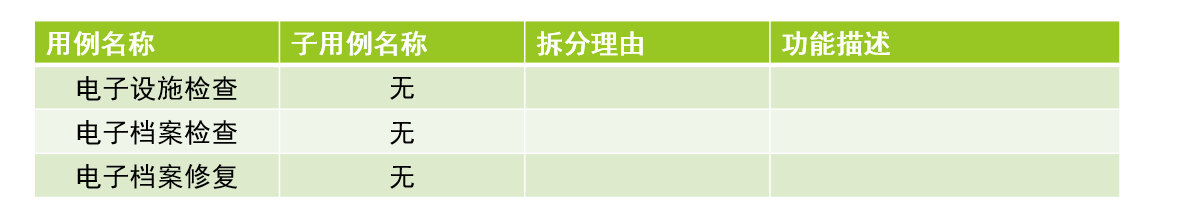 用例名称 子用例名称 拆分理由 功能描述
电子设施检查 无
电子档案检查 无
电子档案修复 无